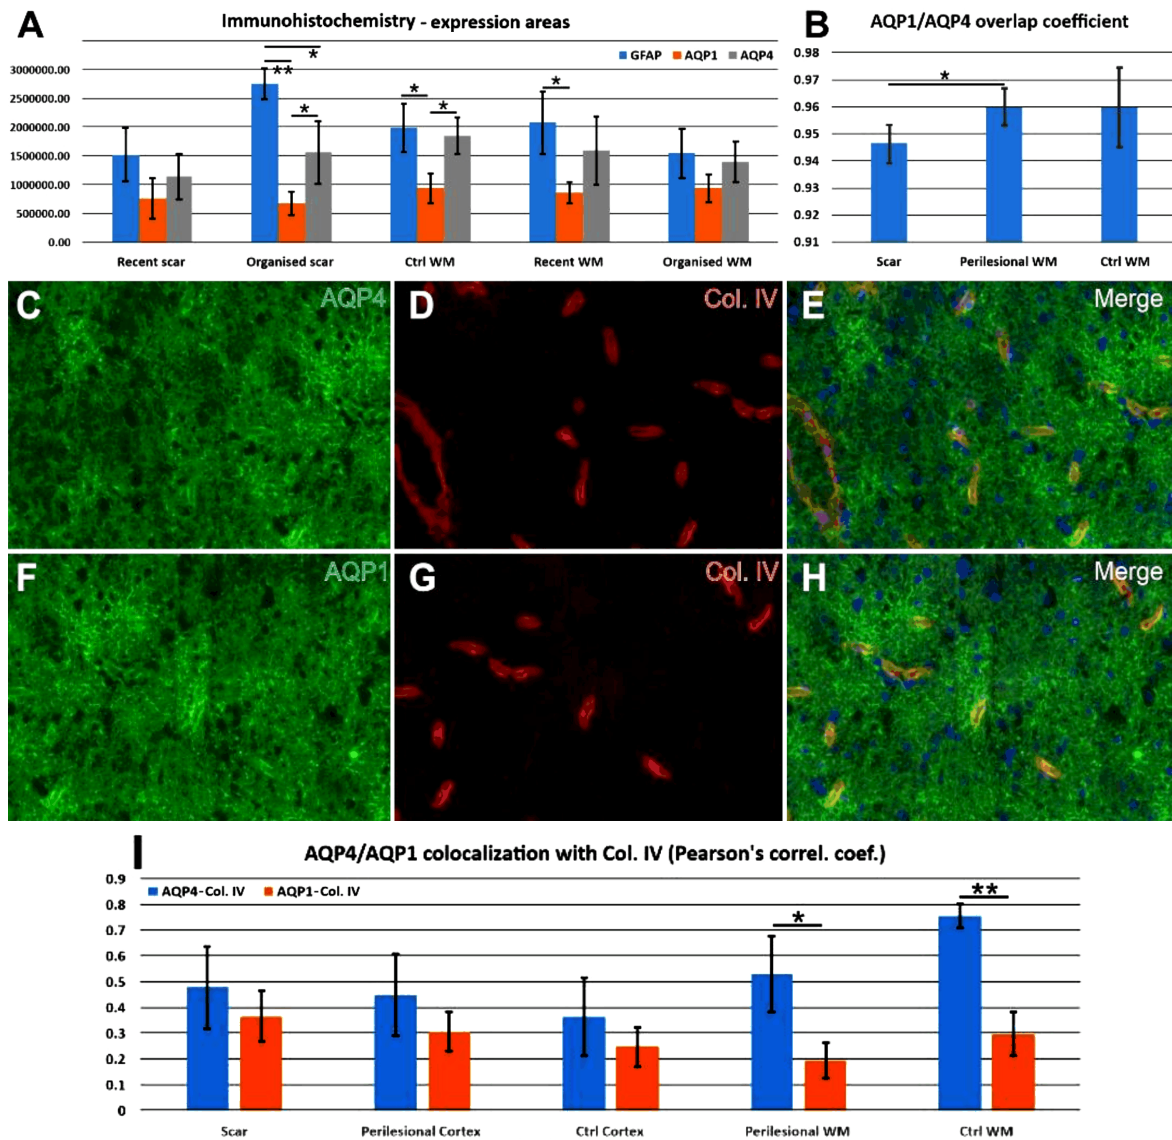 A
Immunohistochemistry - expression areas
GFAP AQP1 AQP4
3000000.00
2500000.00
2000000.00
1500000.00
1000000.00
500000.00
0.00
* ** * * * *
Recent scar Organised scar Ctrl WM Recent WM Organised WM
B
AQP1/AQP4 overlap coefficient
0.98
0.97
0.96
0.95
0.94
0.93
0.92
0.91
*
Scar Perilesional WM Ctrl WM
C AQP4
D Col. IV
E Merge
F AQP1
G Col. IV
H Merge
I
AQP4/AQP1 colocalization with Col. IV (Pearson's correl. coef.)
AQP4-Col. IV AQP1-Col. IV
0.9
0.8
0.7
0.6
0.5
0.4
0.3
0.2
0.1
0
* **
Scar Perilesional Cortex Ctrl Cortex Perilesional WM Ctrl WM